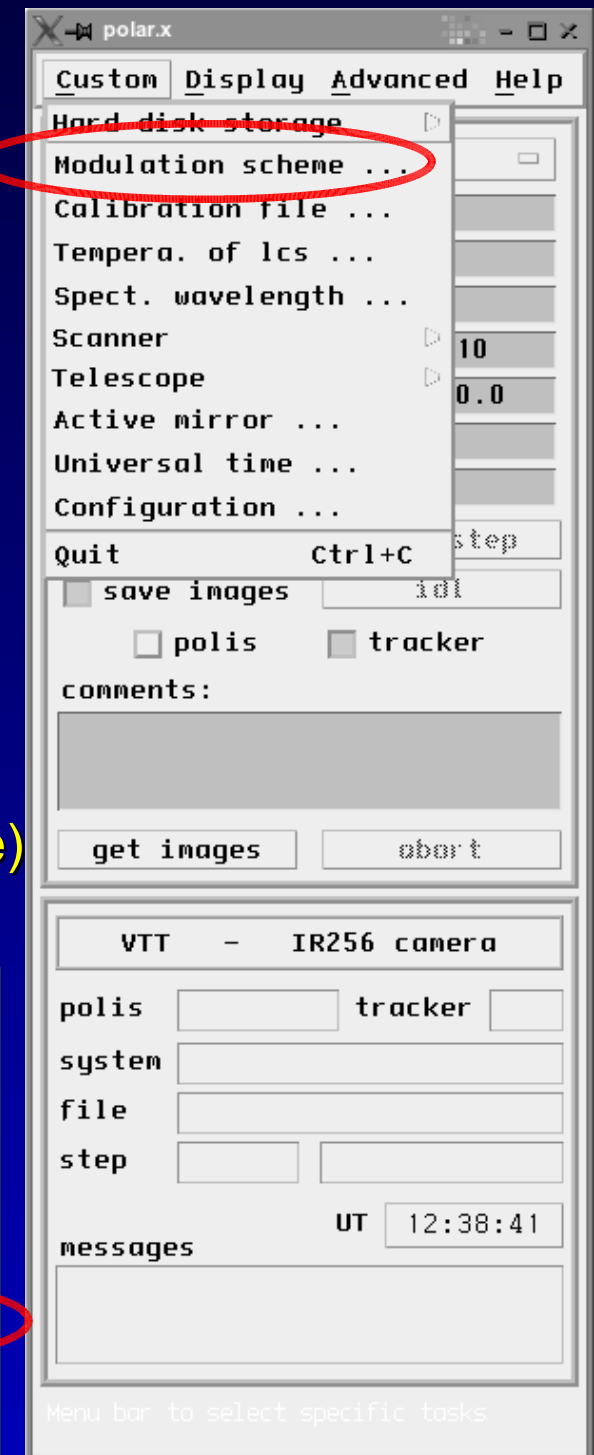 polar.x
Custom Display Advanced Help
Hard disk storage
Modulation scheme ...
Calibration file ...
Tempera. of lcs ...
Spect. wavelength ...
Scanner
10
Telescope
0.0
Active mirror ...
Universal time ...
Configuration ...
Quit Ctrl+C
step
save images idl
polis tracker
comments:
e)
get images abort
VTT - IR256 camera
polis tracker
system
file
step
UT 12:38:41
messages
Menu bar to select specific tasks